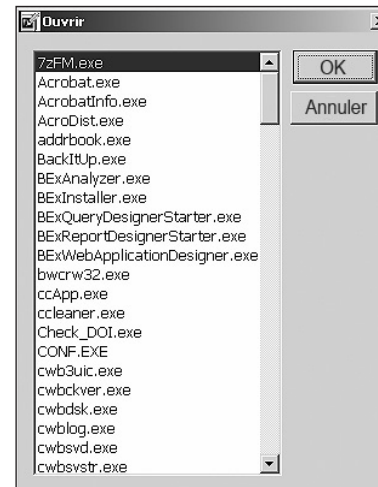 Ouvrir
7zFM.exe
Acrobat.exe
AcrobatInfo.exe
AcroDist.exe
addrbook.exe
BackItUp.exe
BExAnalyzer.exe
BExInstaller.exe
BExQueryDesignerStarter.exe
BExReportDesignerStarter.exe
BExWebApplicationDesigner.exe
bwcrw32.exe
ccApp.exe
ccleaner.exe
Check_DOI.exe
CONF.EXE
cwb3uic.exe
cwbckver.exe
cwbdsk.exe
cwblog.exe
cwbsvd.exe
cwbsvstr.exe
OK
Annuler